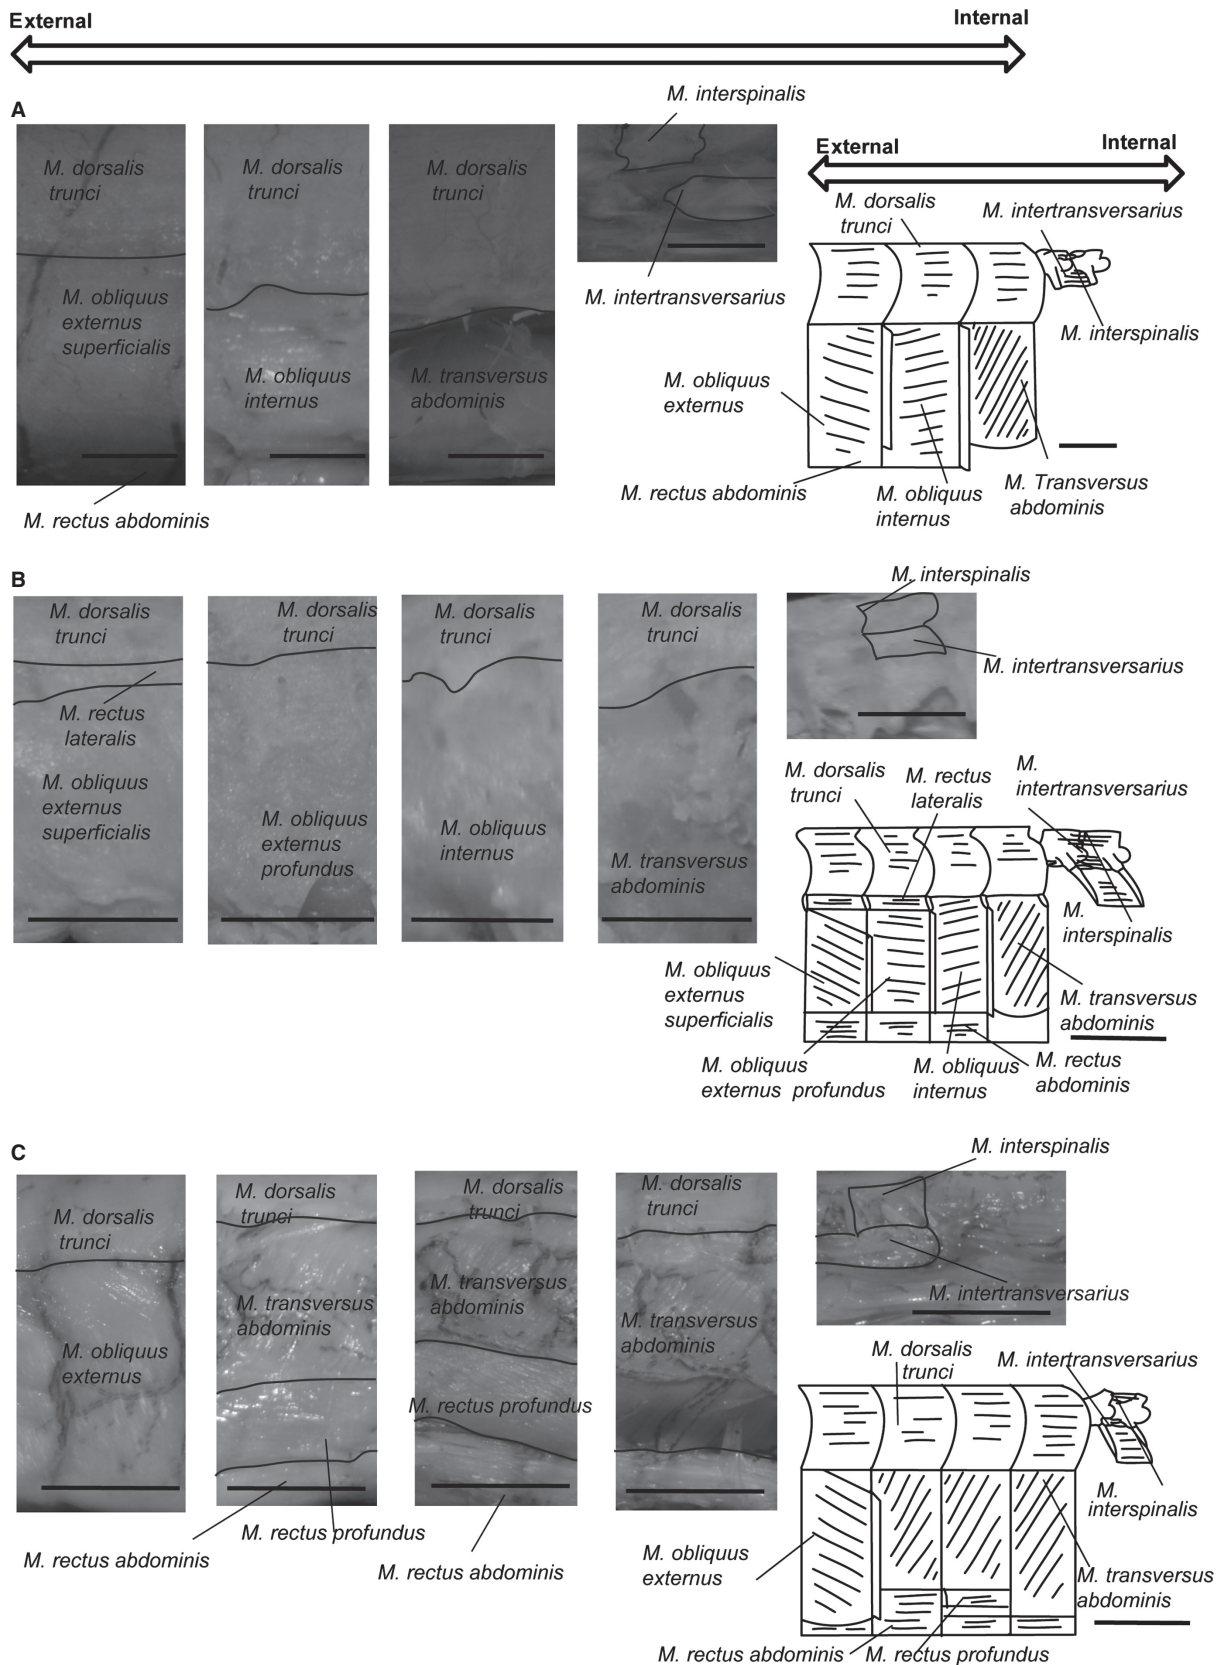 External
Internal
A
M. interspinalis
M. dorsalis
trunci
M. obliquus
externus
superficialis
M. rectus abdominis
M. dorsalis
trunci
M. obliquus
internus
M. dorsalis
trunci
M. transversus
abdominis
M. intertransversarius
External
Internal
M. dorsalis
trunci
M. intertransversarius
M. interspinalis
M. obliquus
externus
M. rectus abdominis
M. obliquus
internus
M. Transversus
abdominis
B
M. dorsalis
trunci
M. rectus
lateralis
M. obliquus
externus
superficialis
M. dorsalis
trunci
M. obliquus
externus
profundus
M. dorsalis
trunci
M. obliquus
internus
M. dorsalis
trunci
M. transversus
abdominis
M. interspinalis
M. intertransversarius
M. dorsalis
trunci
M. rectus
lateralis
M.
intertransversarius
M.
interspinalis
M. obliquus
externus
superficialis
M. transversus
abdominis
M. obliquus
externus profundus
M. obliquus
internus
M. rectus
abdominis
C
M. dorsalis
trunci
M. obliquus
externus
M. dorsalis
trunci
M. transversus
abdominis
M. rectus profundus
M. rectus abdominis
M. dorsalis
trunci
M. transversus
abdominis
M. rectus profundus
M. rectus abdominis
M. dorsalis
trunci
M. transversus
abdominis
M. interspinalis
M. intertransversarius
M. dorsalis
trunci
M. intertransversarius
M.
interspinalis
M. obliquus
externus
M. transversus
abdominis
M. rectus abdominis
M. rectus profundus